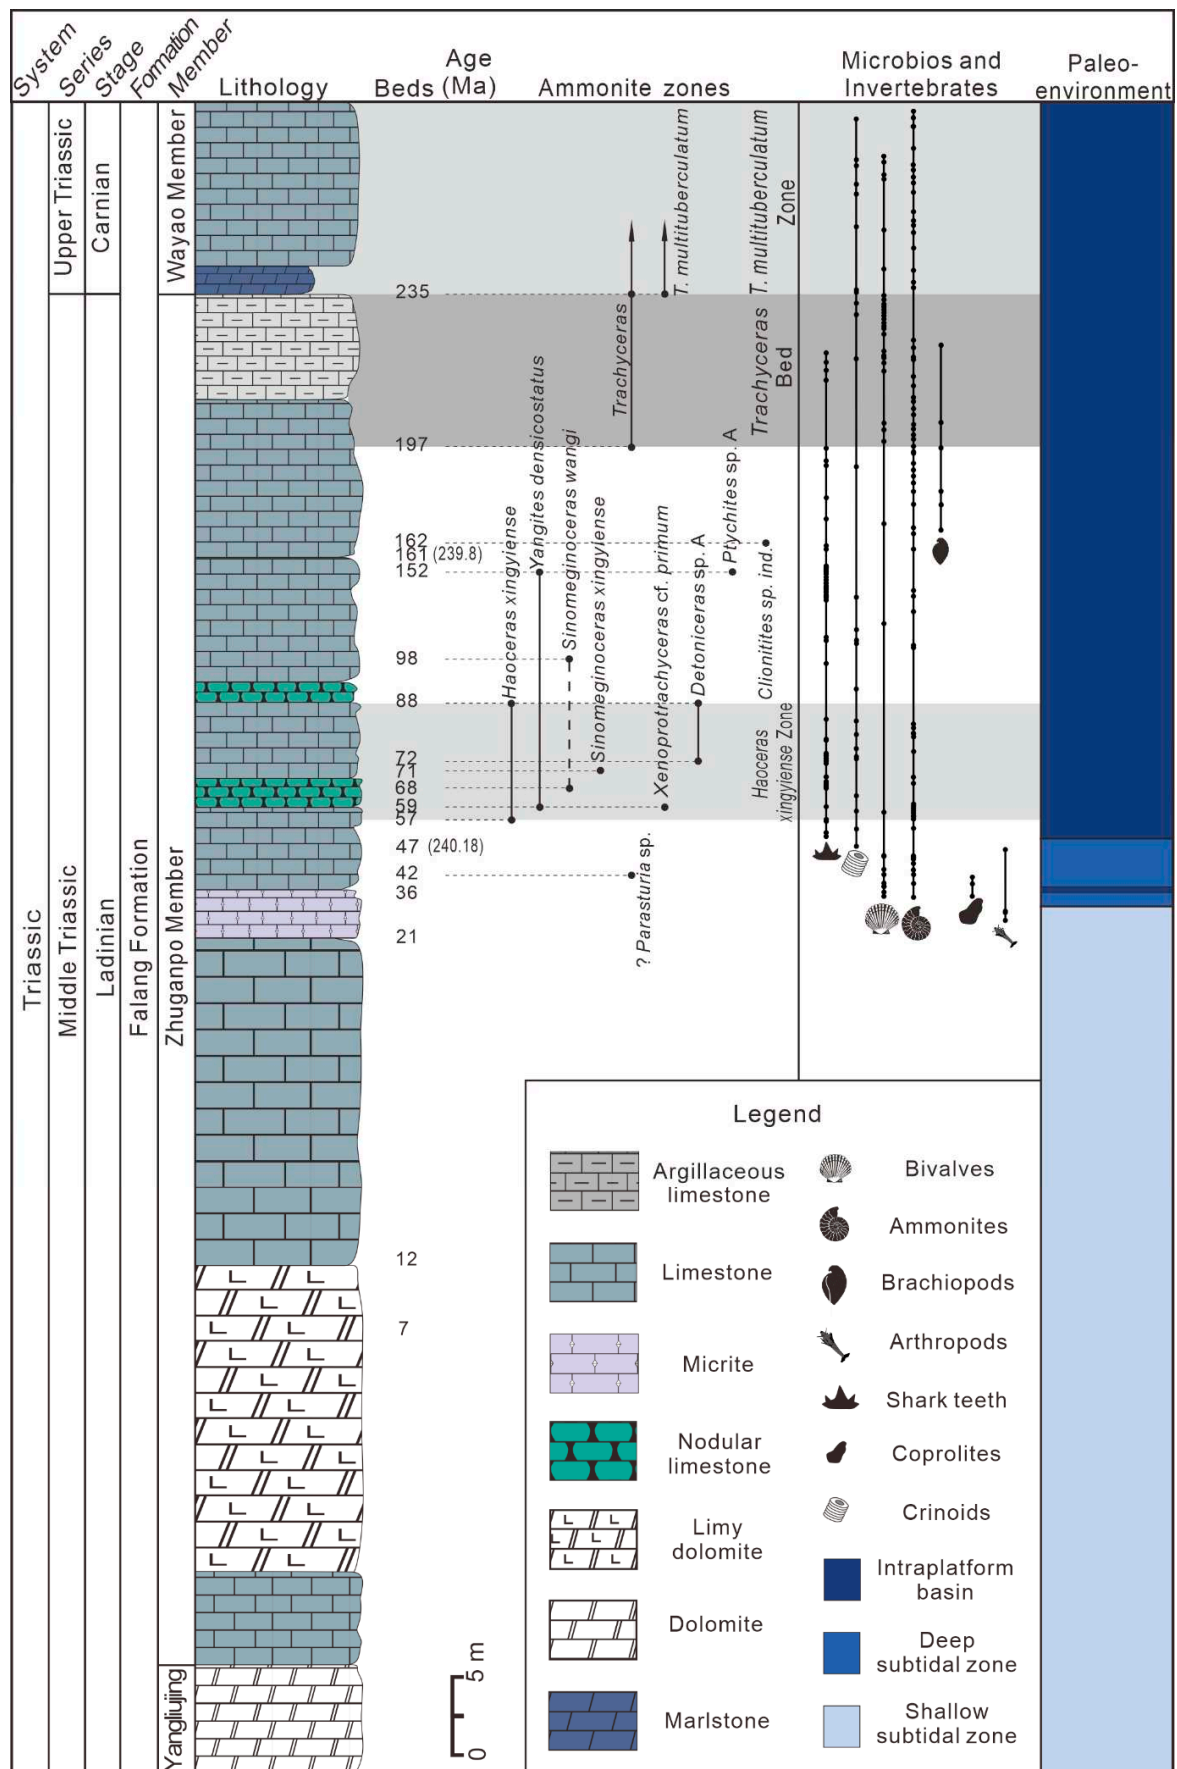 System
Series
Stage
Formation
Member
Lithology
Beds
Age
(Ma)
Ammonite zones
Microbios and
Invertebrates
Paleo-
environment
Triassic
Upper Triassic
Middle Triassic
Carnian
Ladinian
Falang Formation
Wayao Member
Zhuganpo Member
Yangliujing
235
197
162
161 (239.8)
152
98
88
72
71
68
59
57
47 (240.18)
42
36
21
12
7
Haoceras xingyiense
Yangites densicostatus
Sinomeginoceras wangi
Sinomeginoceras xingyiense
Trachyceras
? Parasturia sp.
T. multituberculatum
Xenoprotrachyceras cf. primum
Detoniceras sp. A
Ptychites sp. A
Clionitites sp. ind.
T. multituberculatum
Zone
Trachyceras
Bed
Haoceras
xingyiense Zone
5 m
0
Legend
Argillaceous
limestone
Limestone
Micrite
Nodular
limestone
Limy
dolomite
Dolomite
Marlstone
Bivalves
Ammonites
Brachiopods
Arthropods
Shark teeth
Coprolites
Crinoids
Intraplatform
basin
Deep
subtidal zone
Shallow
subtidal zone